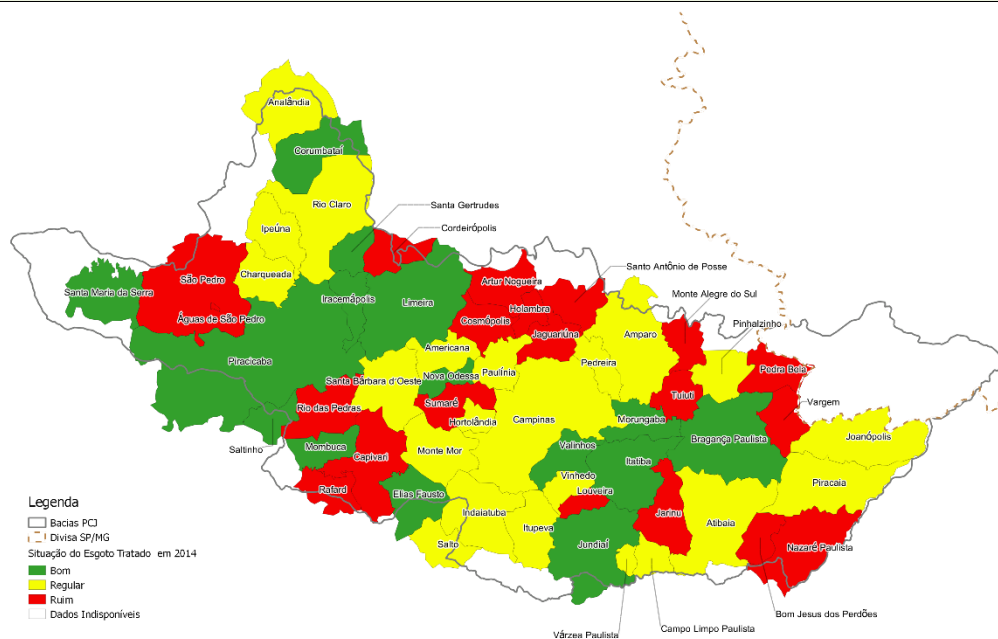 Analândia
Corumbataí
Rio Claro
Santa Gertrudes
Ipeúna
Cordeirópolis
São Pedro
Charqueada
Santo Antônio de Posse
Santa Maria da Serra
Artur Nogueira
Iracemápolis
Limeira
Monte Alegre do Sul
Holambra
Águas de São Pedro
Cosmópolis
Pinhalzinho
Jaguariúna
Amparo
Americana
Piracicaba
Pedreira
Pedra Bela
Nova Odessa
Paulínia
Santa Bárbara d'Oeste
Tuiuti
Vargem
Sumaré
Rio das Pedras
Hortolândia
Campinas
Morungaba
Bragança Paulista
Joanópolis
Saltinho
Mombuca
Valinhos
Monte Mor
Capivari
Itatiba
Vinhedo
Piracaia
Rafard
Elias Fausto
Louveira
Indaiatuba
Jarinu
Atibaia
Itupeva
Salto
Jundiaí
Nazaré Paulista
Bom Jesus dos Perdões
Campo Limpo Paulista
Várzea Paulista
Legenda
Bacias PCJ
Divisa SP/MG
Situação do Esgoto Tratado em 2014
Bom
Regular
Ruim
Dados Indisponíveis